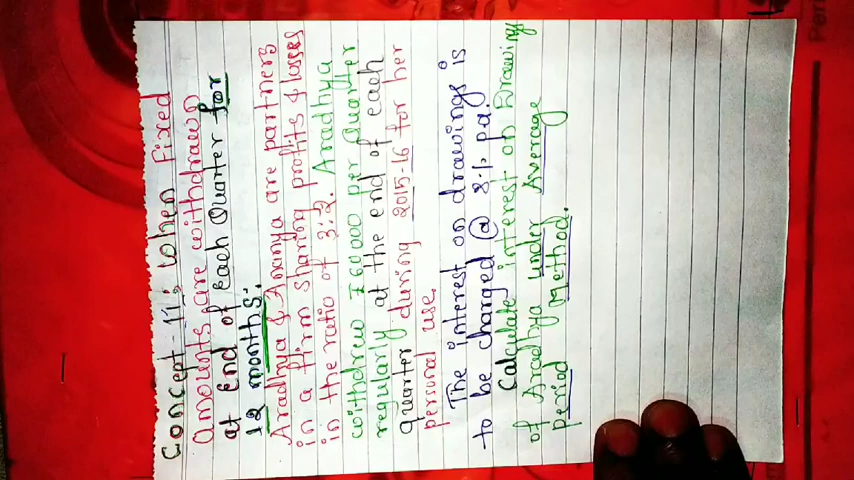 Concept-11: When Fixed
amounts are withdrawn
at End of Each Quarter for
12 months:
Aradhya & Ananya are partners
in a firm sharing profits & losses
in the ratio of 3:2. Aradhya
withdrew ₹60000 per Quarter
regularly at the end of each
quarter during 2015-16 for her
personal use.
The interest on drawings is
to be charged @ 8% p.a.
Calculate interest on Drawing
of Aradhya under Average
period Method.